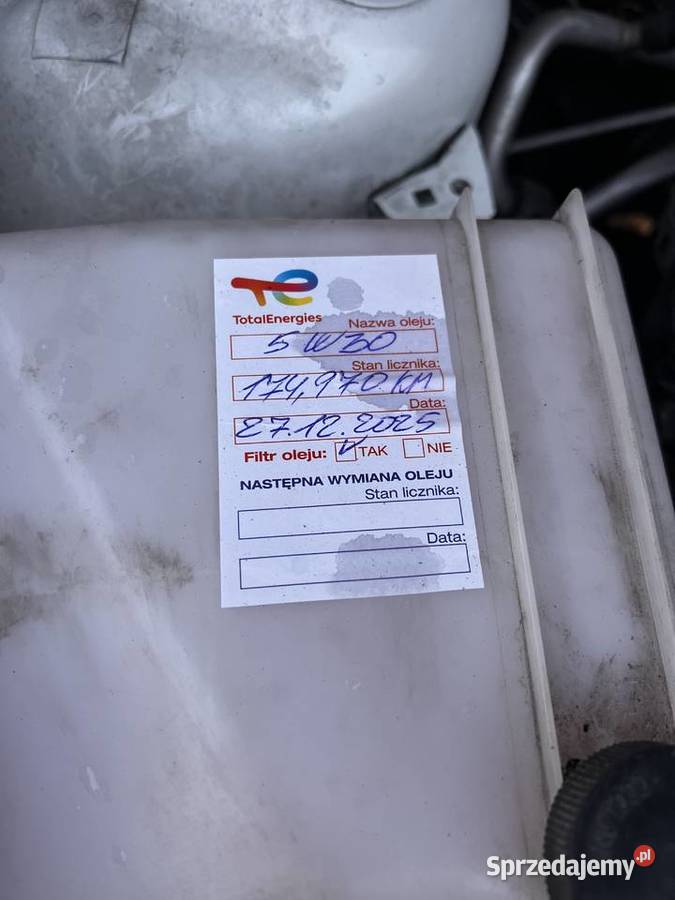 TotalEnergies
Nazwa oleju:
5W30
Stan licznika:
174,970 KM
Data:
27.12.2025
Filtr oleju: TAK NIE
NASTĘPNA WYMIANA OLEJU
Stan licznika:
Data:
Sprzedajemy.pl